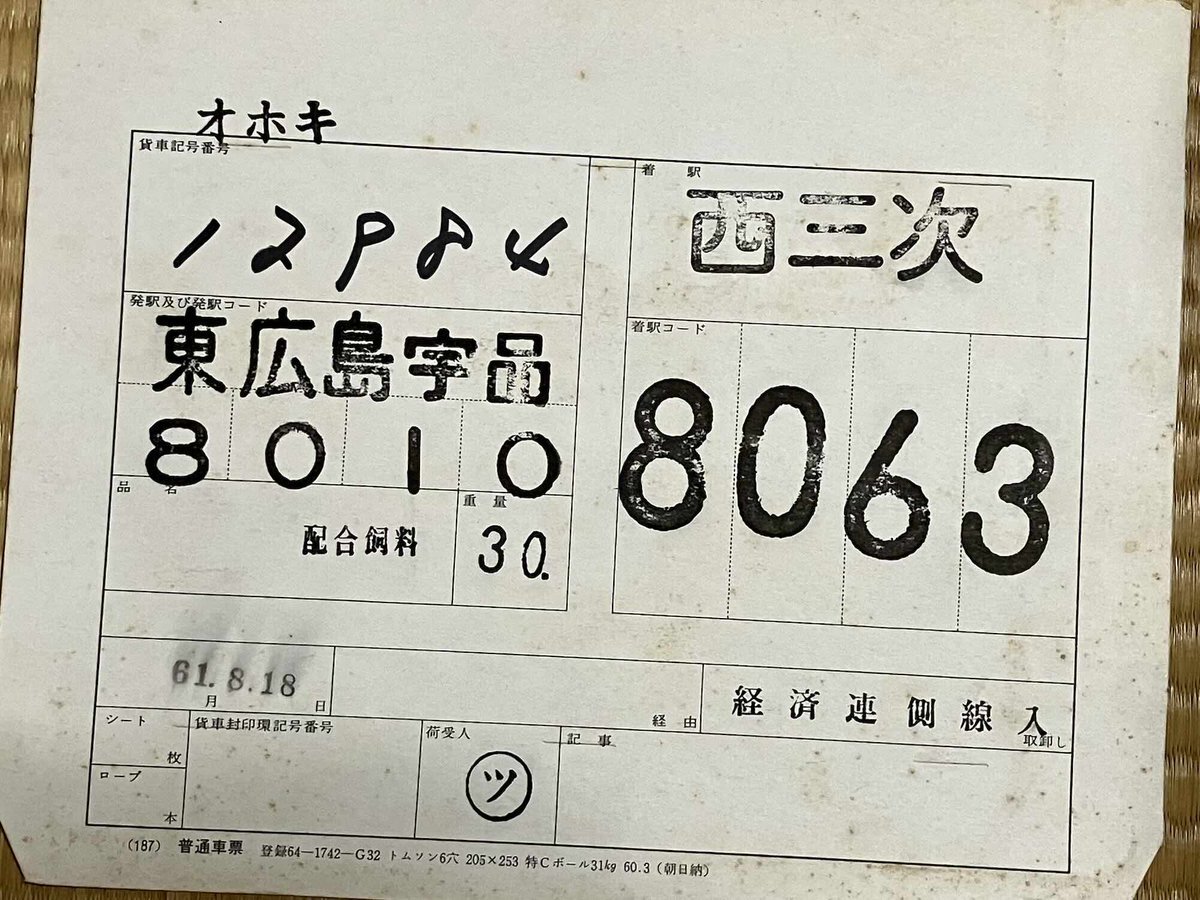 オホキ
貨車記号番号
12984
着駅
西三次
発駅及び発駅コード
東広島宇品
8010
着駅コード
8063
品名
配合飼料
重量
30.
61.8.18
月 日
経由
経済連側線入
取卸し
シート
枚
ロープ
本
貨車封印環記号番号
荷受人
ツ
記事
(187) 普通車票 登録64—1742—G32 トムソン6穴 205×253 特Cボール31kg 60.3 (朝日納)